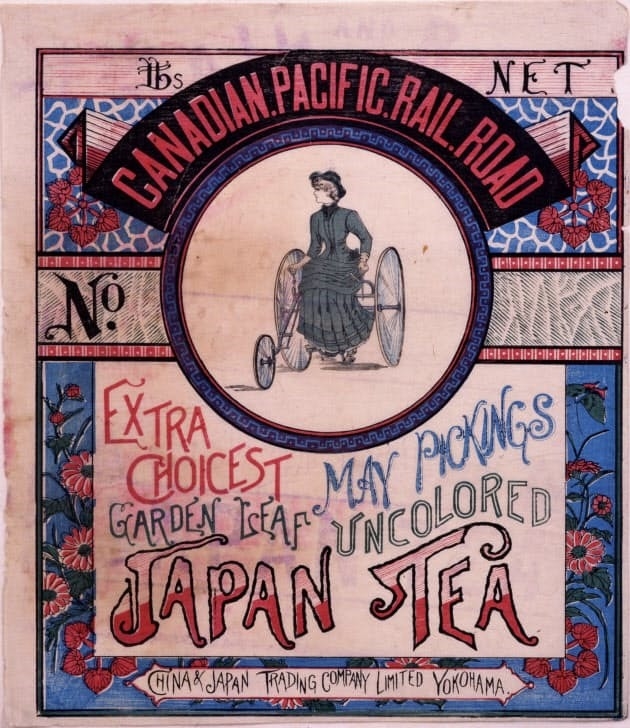 lbs NET
CANADIAN.PACIFIC.RAIL.ROAD
No.
EXTRA
CHOICEST
MAY PICKINGS
GARDEN LEAF
UNCOLORED
JAPAN TEA
CHINA & JAPAN TRADING COMPANY LIMITED YOKOHAMA.